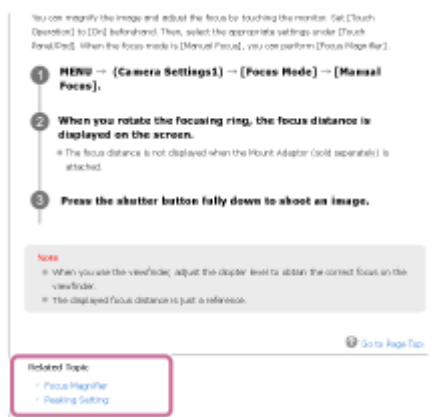 You can magnify the image and adjust the focus by touching the monitor. Set [Touch
Operation] to [On] beforehand. Then, select the appropriate settings under [Touch
Panel/Pad]. When the focus mode is [Manual Focus], you can perform [Focus Magnifier].
1 MENU → (Camera Settings1) → [Focus Mode] → [Manual
Focus].
2 When you rotate the focusing ring, the focus distance is
displayed on the screen.
The focus distance is not displayed when the Mount Adaptor (sold separately) is
attached.
3 Press the shutter button fully down to shoot an image.
Note
When you use the viewfinder, adjust the diopter level to obtain the correct focus on the
viewfinder.
The displayed focus distance is just a reference.
Go to Page Top
Related Topic
Focus Magnifier
Peaking Setting